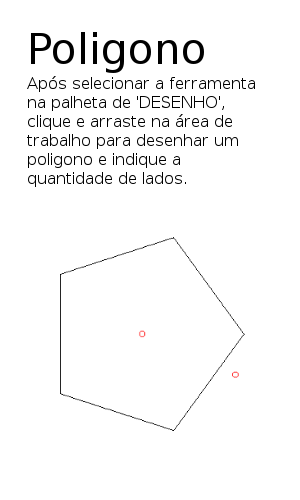 Poligono
Após selecionar a ferramenta
na palheta de 'DESENHO',
clique e arraste na área de
trabalho para desenhar um
poligono e indique a
quantidade de lados.